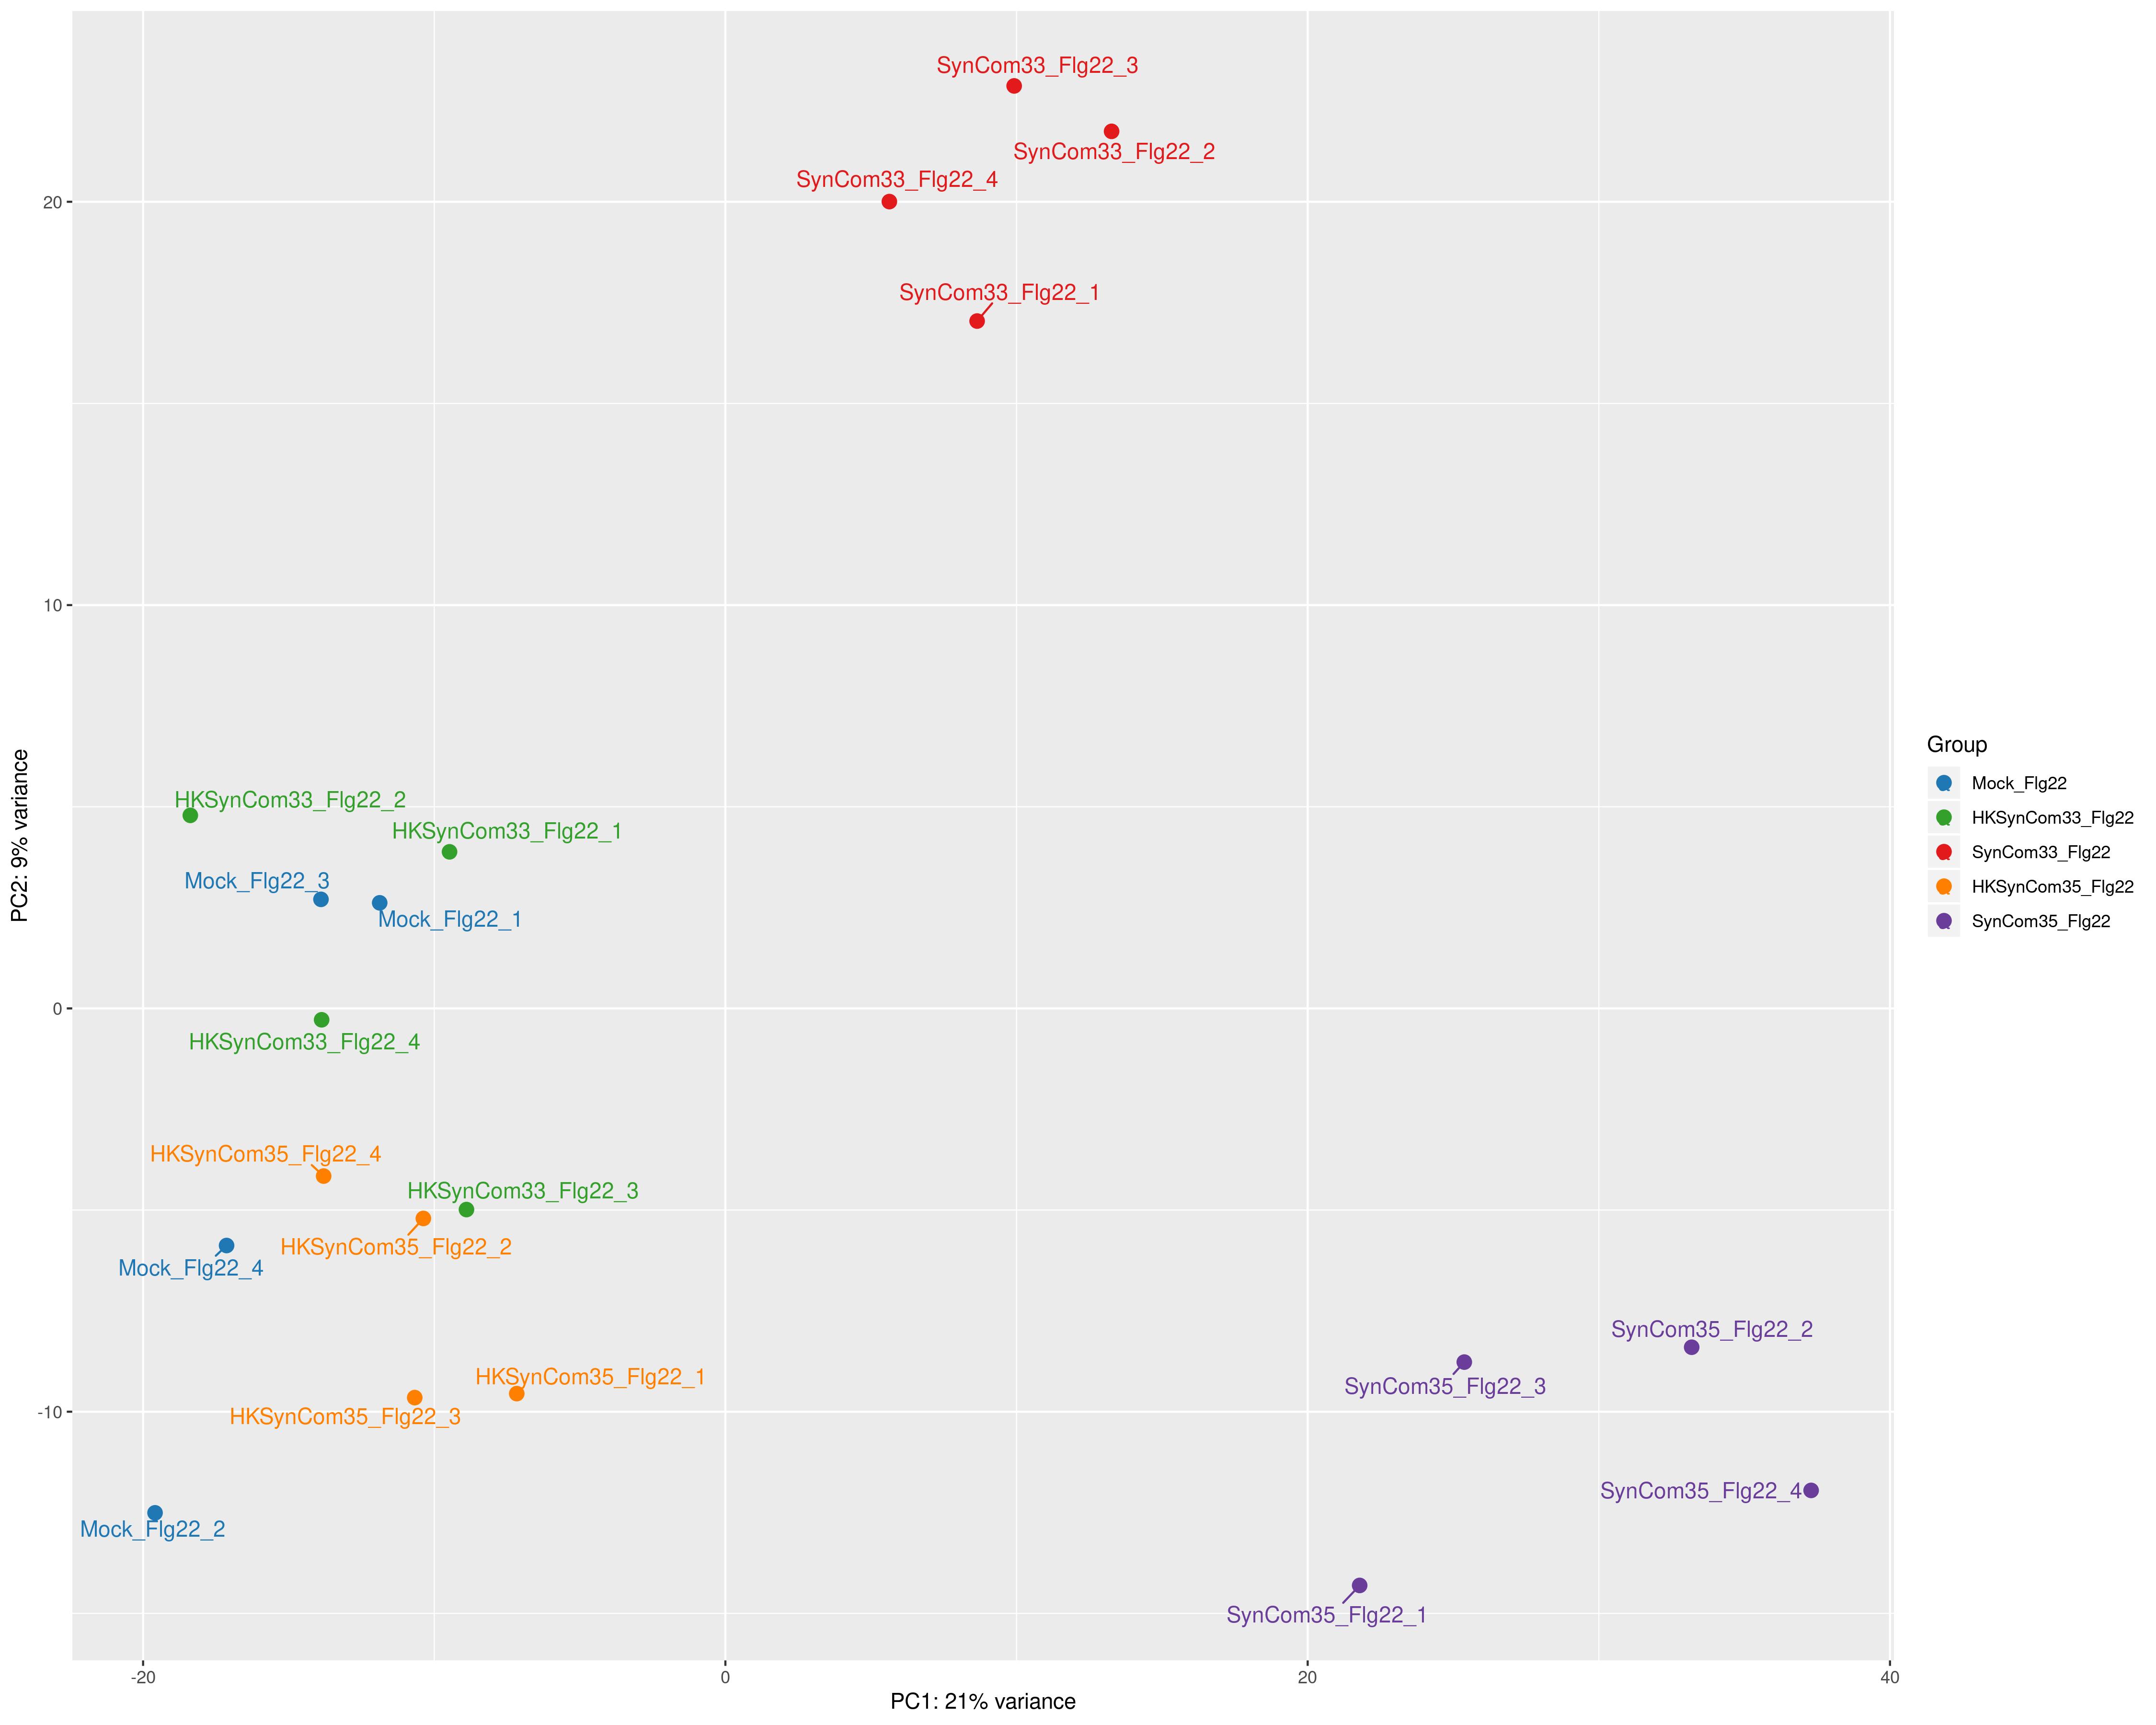 SynCom33_Flg22_3
SynCom33_Flg22_2
SynCom33_Flg22_4
20
SynCom33_Flg22_1
10
PC2: 9% variance
HKSynCom33_Flg22_2
HKSynCom33_Flg22_1
Mock_Flg22_3
Mock_Flg22_1
0
HKSynCom33_Flg22_4
HKSynCom35_Flg22_4
HKSynCom33_Flg22_3
HKSynCom35_Flg22_2
Mock_Flg22_4
SynCom35_Flg22_2
HKSynCom35_Flg22_1
SynCom35_Flg22_3
-10
HKSynCom35_Flg22_3
SynCom35_Flg22_4
Mock_Flg22_2
SynCom35_Flg22_1
-20
0
20
40
PC1: 21% variance
Group
Mock_Flg22
HKSynCom33_Flg22
SynCom33_Flg22
HKSynCom35_Flg22
SynCom35_Flg22